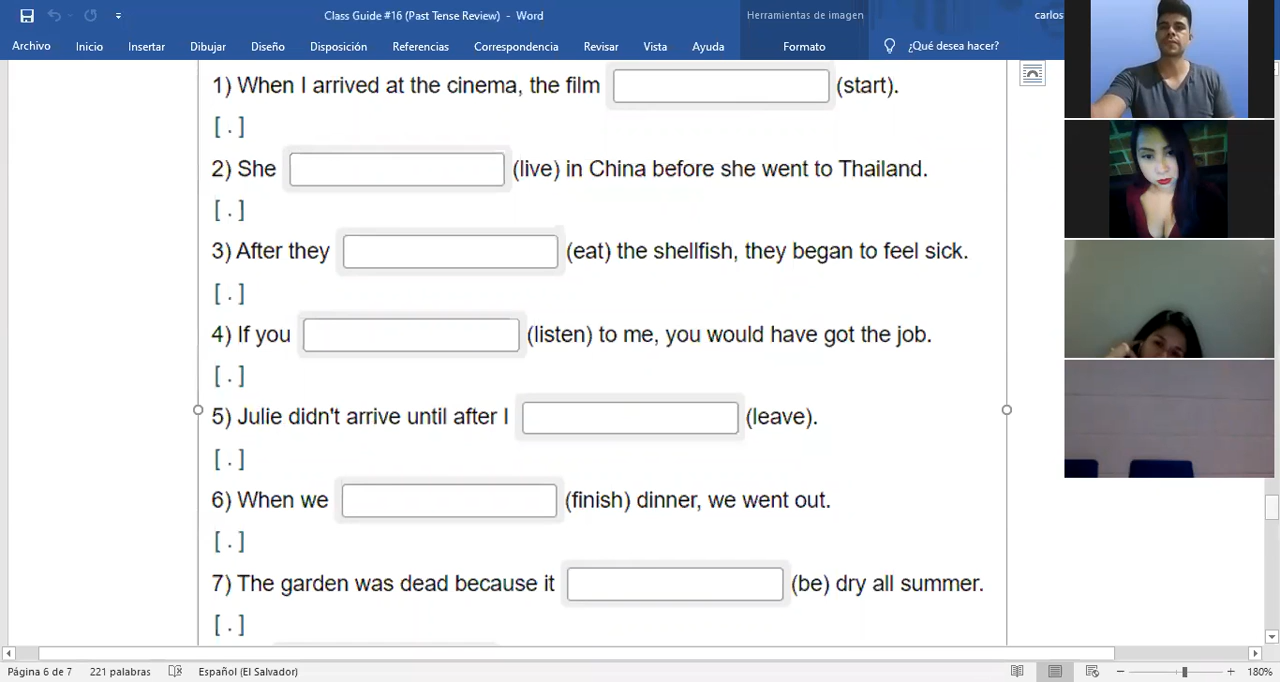 Class Guide #16 (Past Tense Review) - Word
Herramientas de imagen
carlos
Archivo Inicio Insertar Dibujar Diseño Disposición Referencias Correspondencia Revisar Vista Ayuda Formato ¿Qué desea hacer?
1) When I arrived at the cinema, the film (start).
[ . ]
2) She (live) in China before she went to Thailand.
[ . ]
3) After they (eat) the shellfish, they began to feel sick.
[ . ]
4) If you (listen) to me, you would have got the job.
[ . ]
5) Julie didn't arrive until after I (leave).
[ . ]
6) When we (finish) dinner, we went out.
[ . ]
7) The garden was dead because it (be) dry all summer.
[ . ]
Página 6 de 7 221 palabras Español (El Salvador) 180%